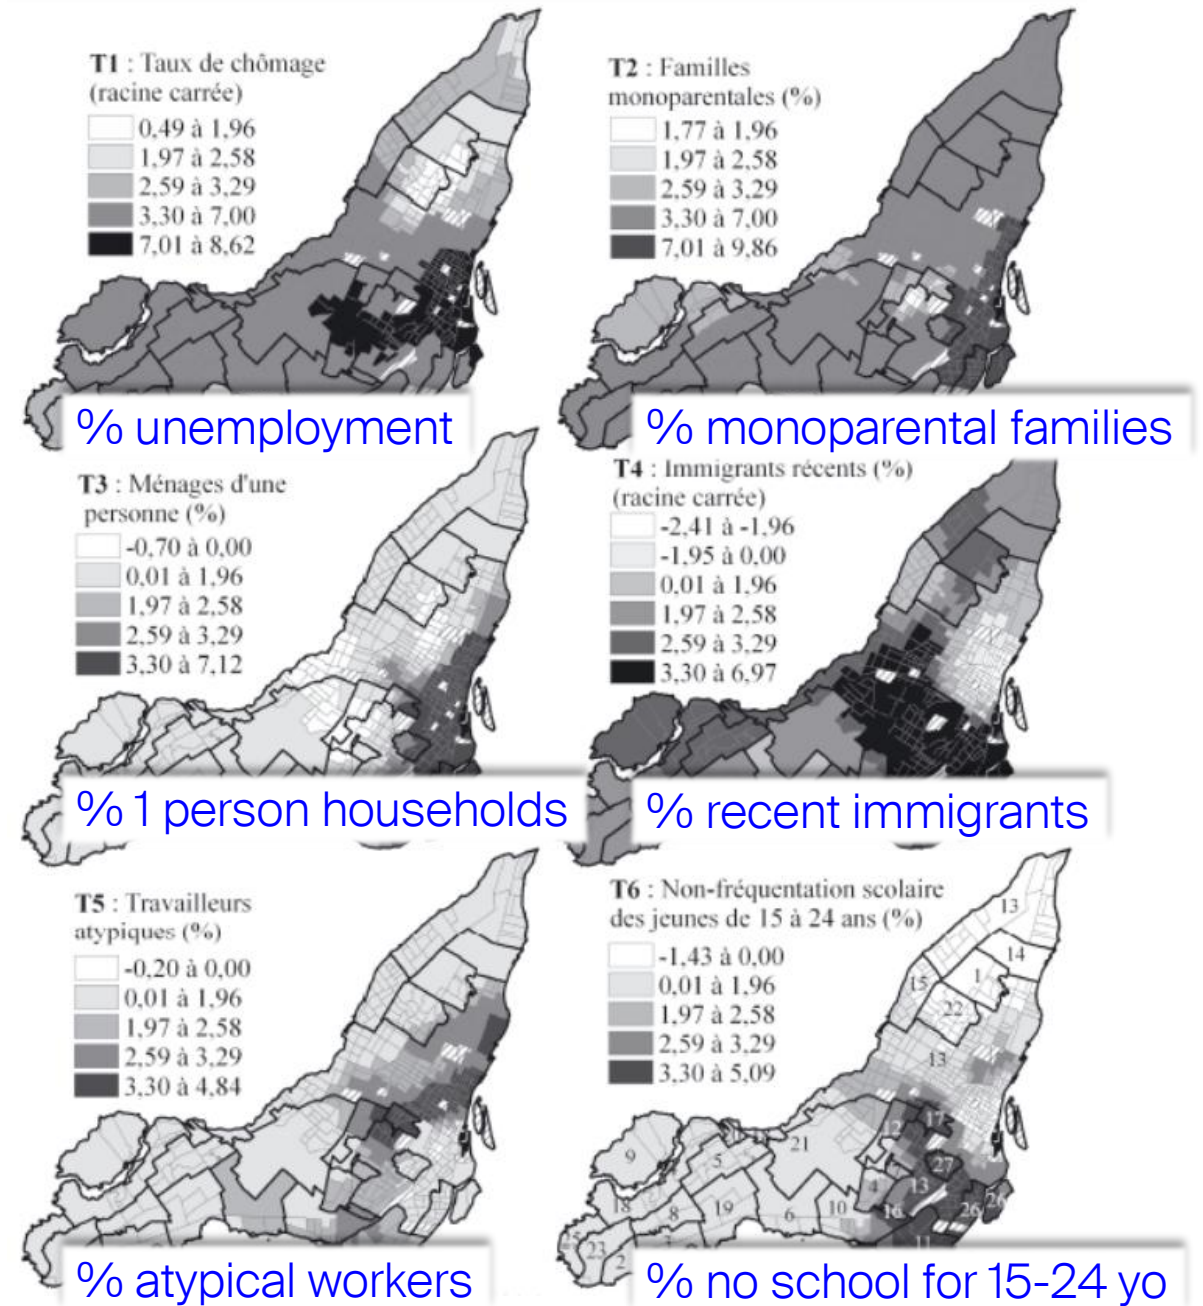 T1 : Taux de chômage
(racine carrée)
0,49 à 1,96
1,97 à 2,58
2,59 à 3,29
3,30 à 7,00
7,01 à 8,62
% unemployment
T2 : Familles
monoparentales (%)
1,77 à 1,96
1,97 à 2,58
2,59 à 3,29
3,30 à 7,00
7,01 à 9,86
% monoparental families
T3 : Ménages d'une
personne (%)
-0,70 à 0,00
0,01 à 1,96
1,97 à 2,58
2,59 à 3,29
3,30 à 7,12
% 1 person households
T4 : Immigrants récents (%)
(racine carrée)
-2,41 à -1,96
-1,95 à 0,00
0,01 à 1,96
1,97 à 2,58
2,59 à 3,29
3,30 à 6,97
% recent immigrants
T5 : Travailleurs
atypiques (%)
-0,20 à 0,00
0,01 à 1,96
1,97 à 2,58
2,59 à 3,29
3,30 à 4,84
% atypical workers
T6 : Non-fréquentation scolaire
des jeunes de 15 à 24 ans (%)
-1,43 à 0,00
0,01 à 1,96
1,97 à 2,58
2,59 à 3,29
3,30 à 5,09
13
14
1
15
22
13
17
12
21
9
5
27
4
13
18
8
19
6
10
16
26
26
11
23
2
% no school for 15-24 yo